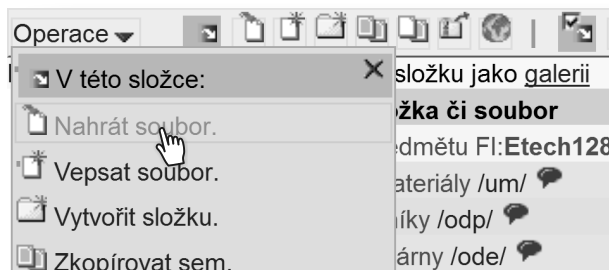 Operace
V této složce:
složku jako galerii
Nahrát soubor.
žka či soubor
Vepsat soubor.
edmětu FI:Etech128
ateriály /um/
Vytvořit složku.
íky /odp/
Zkopírovat sem.
árny /ode/